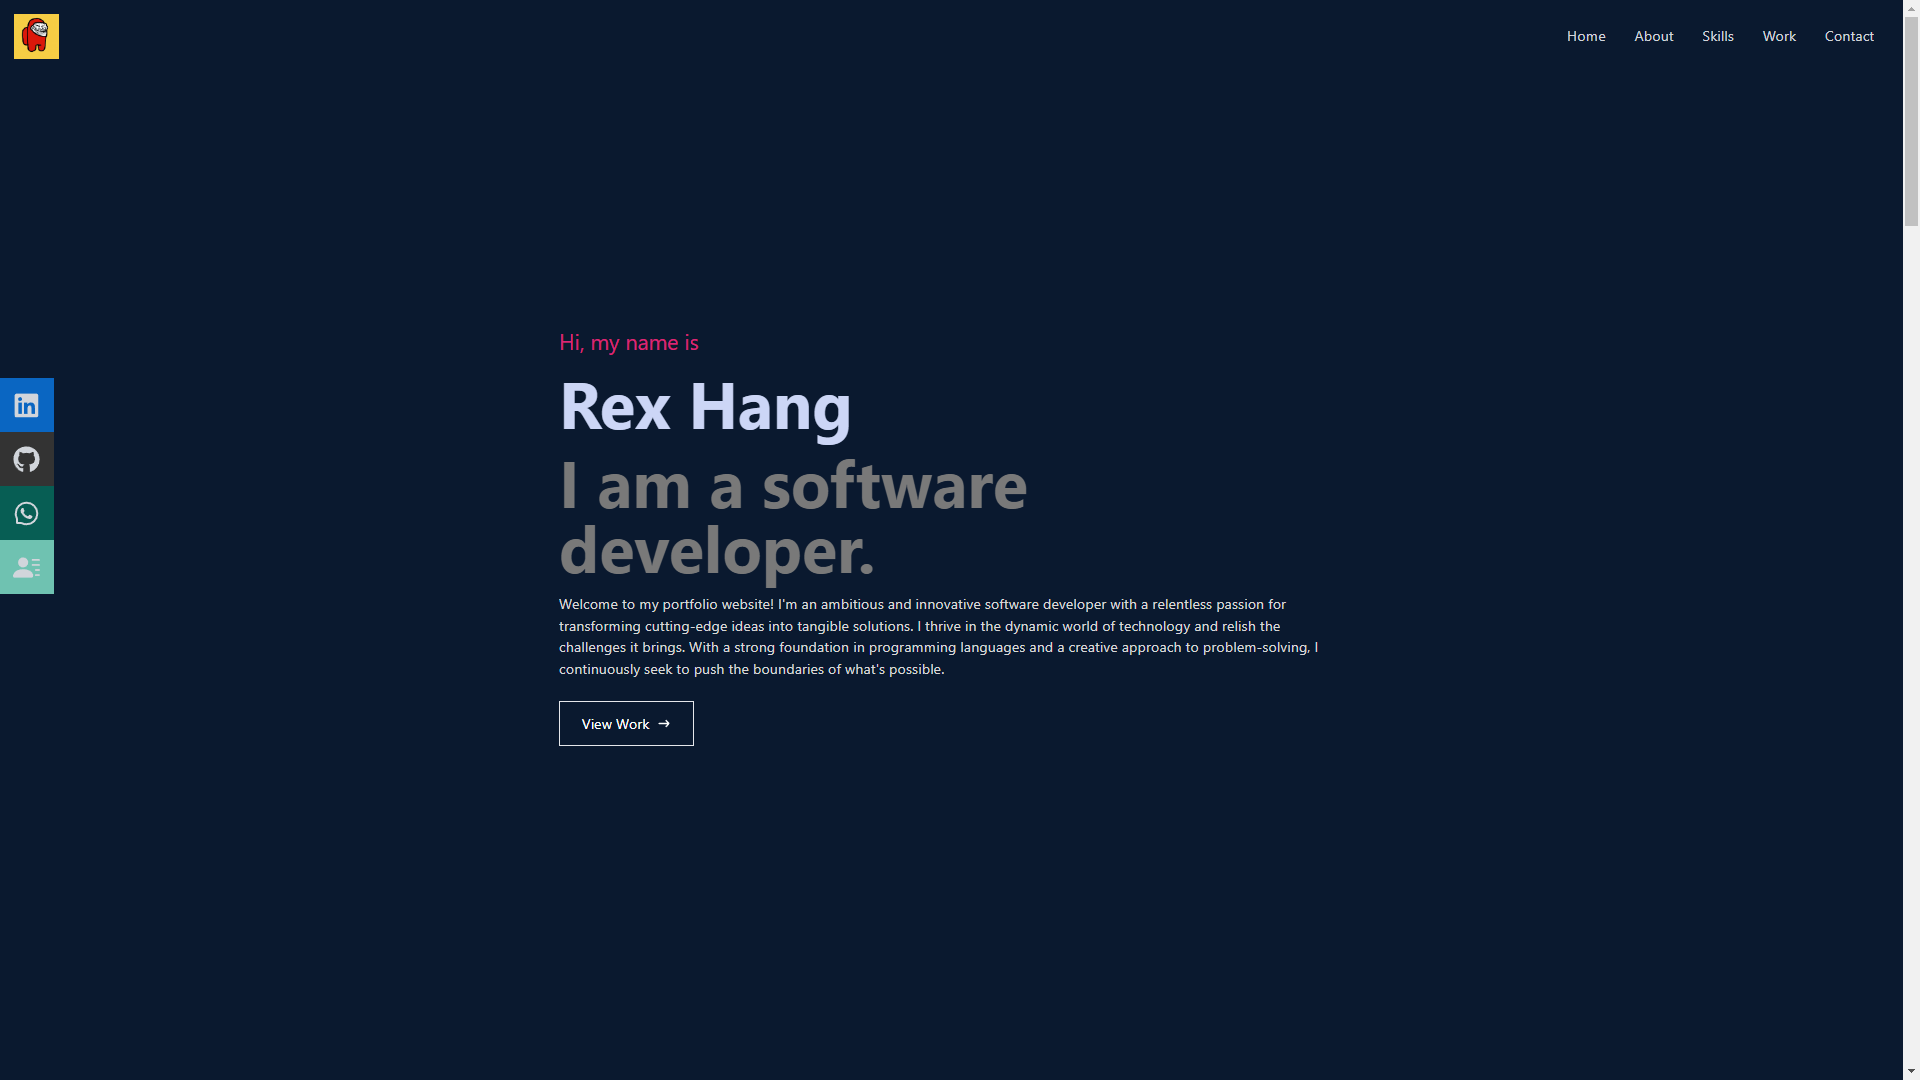 Home About Skills Work Contact
Hi, my name is
Rex Hang
I am a software
developer.
Welcome to my portfolio website! I'm an ambitious and innovative software developer with a relentless passion for
transforming cutting-edge ideas into tangible solutions. I thrive in the dynamic world of technology and relish the
challenges it brings. With a strong foundation in programming languages and a creative approach to problem-solving, I
continuously seek to push the boundaries of what's possible.
View Work →